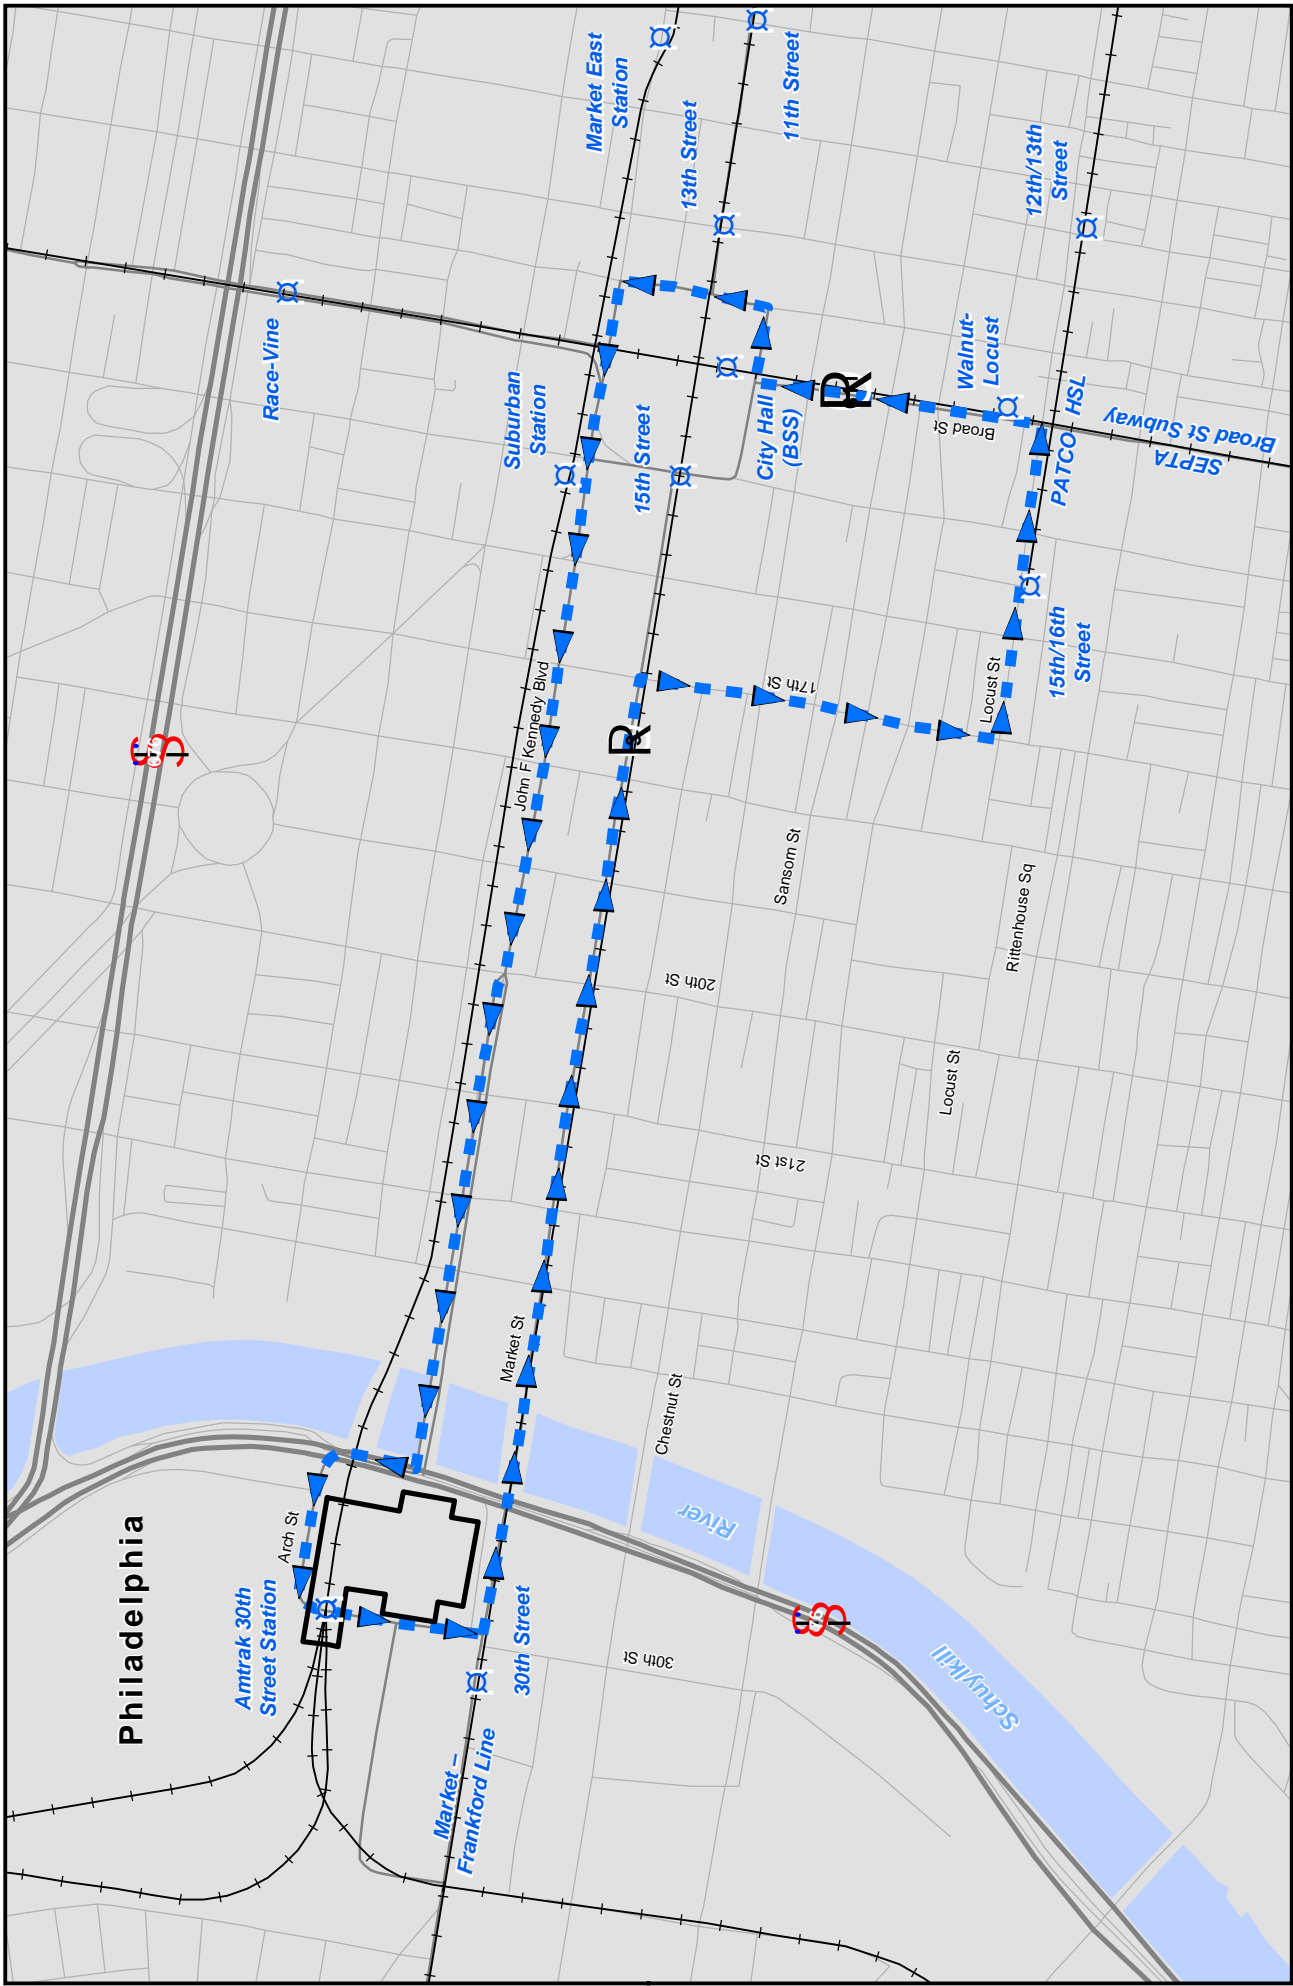 Philadelphia
Amtrak 30th
Street Station
Arch St
30th Street
30th St
Market –
Frankford Line
Market St
Chestnut St
River
Schuylkill
21st St
20th St
Locust St
Rittenhouse Sq
Sansom St
John F Kennedy Blvd
17th St
Locust St
15th/16th
Street
Race-Vine
Suburban
Station
15th Street
City Hall
(BSS)
Broad St
Walnut-
Locust
PATCO HSL
SEPTA
Broad St Subway
Market East
Station
13th Street
11th Street
12th/13th
Street